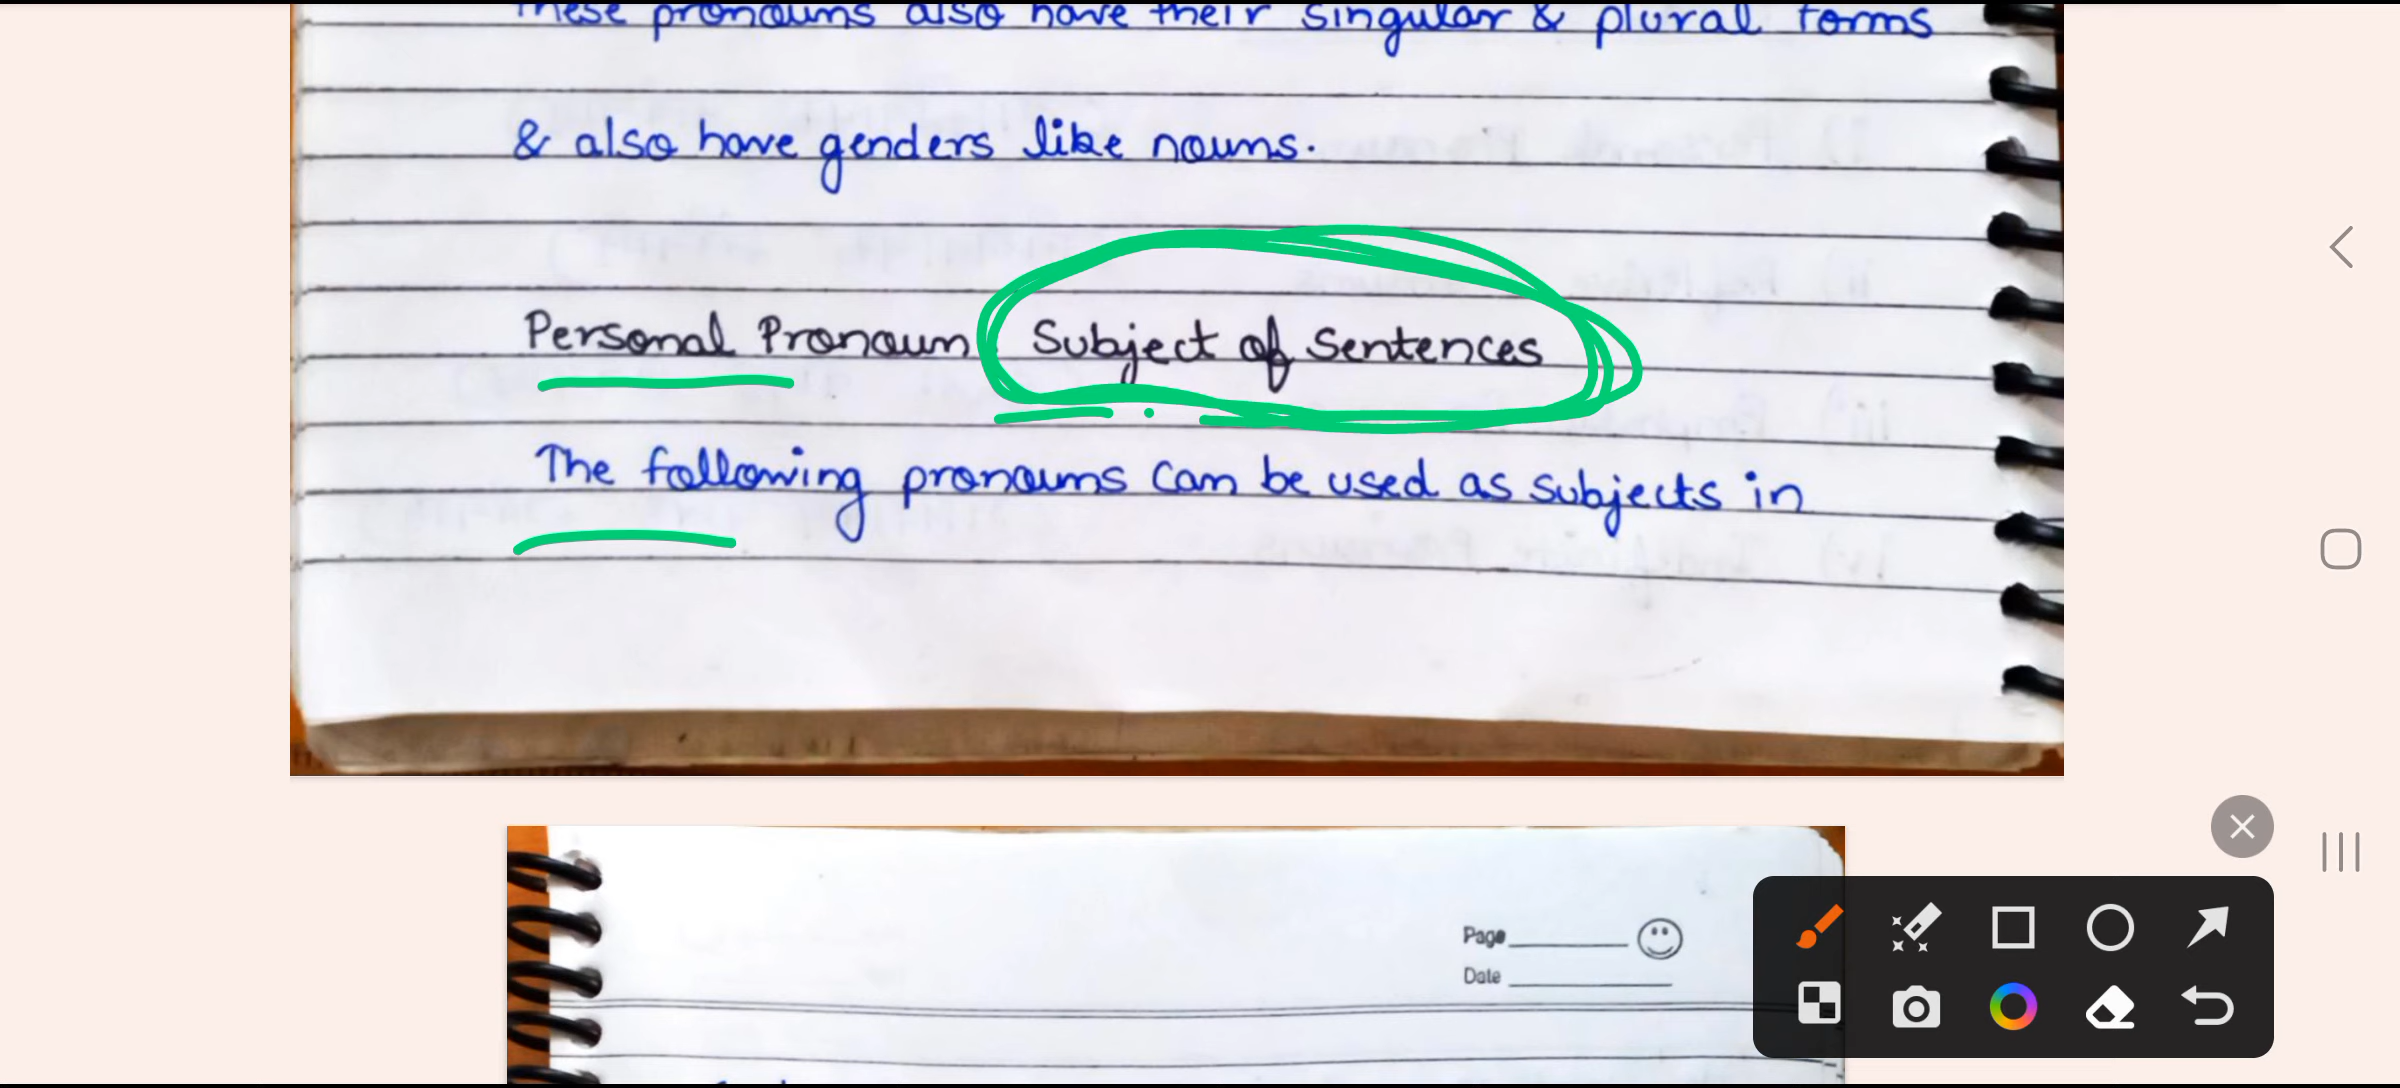 These pronouns also have their singular & plural forms
& also have genders like nouns.
Personal Pronoun Subject of Sentences
The following pronouns can be used as subjects in
Page
Date